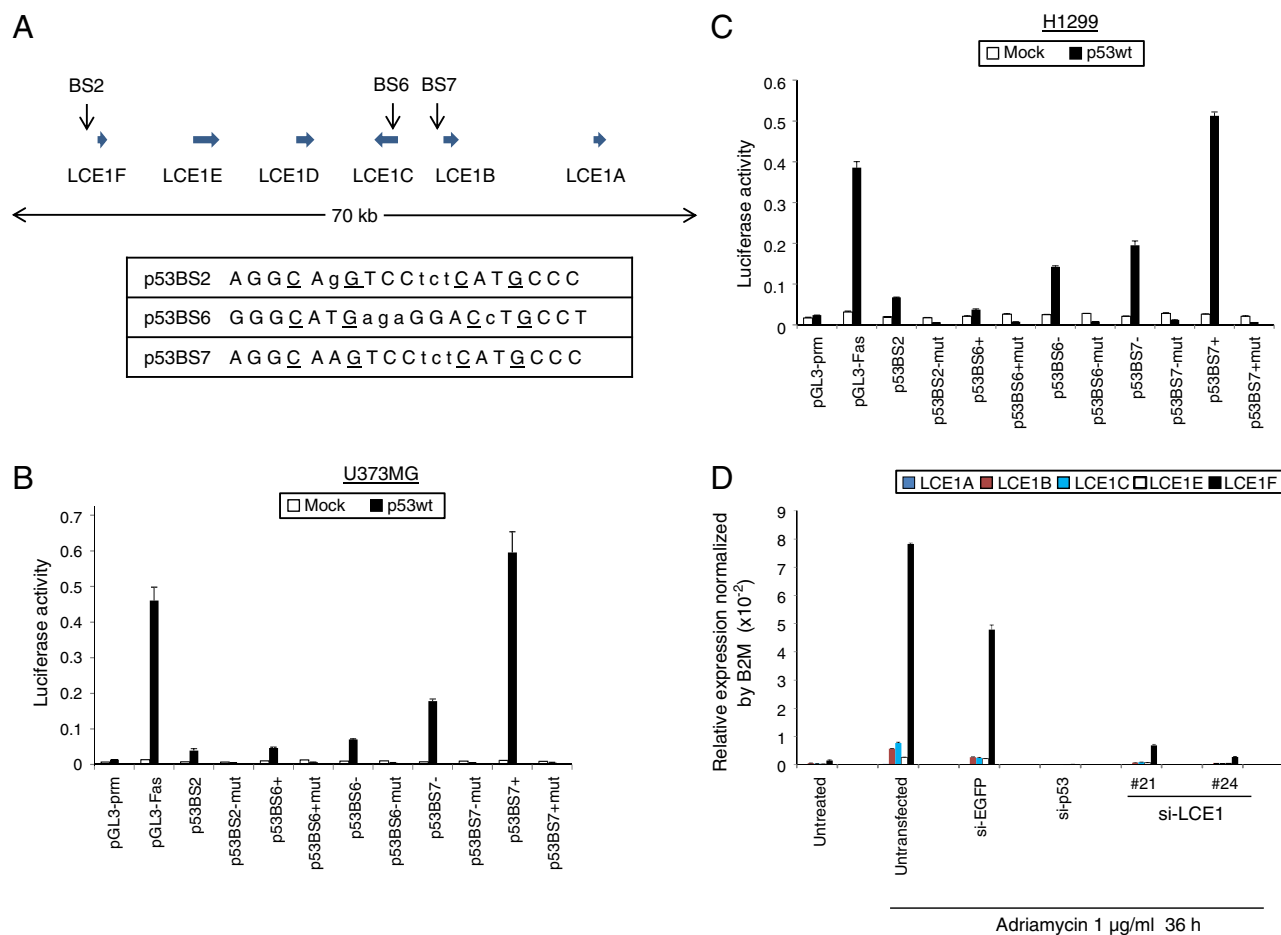 A
BS2
BS6 BS7
LCE1F LCE1E LCE1D LCE1C LCE1B LCE1A
70 kb
p53BS2 A G G C A g G T C C t c t C A T G C C C
p53BS6 G G G C A T G a g a G G A C c T G C C T
p53BS7 A G G C A A G T C C t c t C A T G C C C
B
U373MG
Mock p53wt
Luciferase activity
0.7
0.6
0.5
0.4
0.3
0.2
0.1
0
pGL3-prm
pGL3-Fas
p53BS2
p53BS2-mut
p53BS6+
p53BS6+mut
p53BS6-
p53BS6-mut
p53BS7-
p53BS7-mut
p53BS7+
p53BS7+mut
C
H1299
Mock p53wt
Luciferase activity
0.6
0.5
0.4
0.3
0.2
0.1
0
pGL3-prm
pGL3-Fas
p53BS2
p53BS2-mut
p53BS6+
p53BS6+mut
p53BS6-
p53BS6-mut
p53BS7-
p53BS7-mut
p53BS7+
p53BS7+mut
D
LCE1A LCE1B LCE1C LCE1E LCE1F
Relative expression normalized
by B2M (x10⁻²)
9
8
7
6
5
4
3
2
1
0
Untreated
Untransfected
si-EGFP
si-p53
#21 #24
si-LCE1
Adriamycin 1 µg/ml 36 h